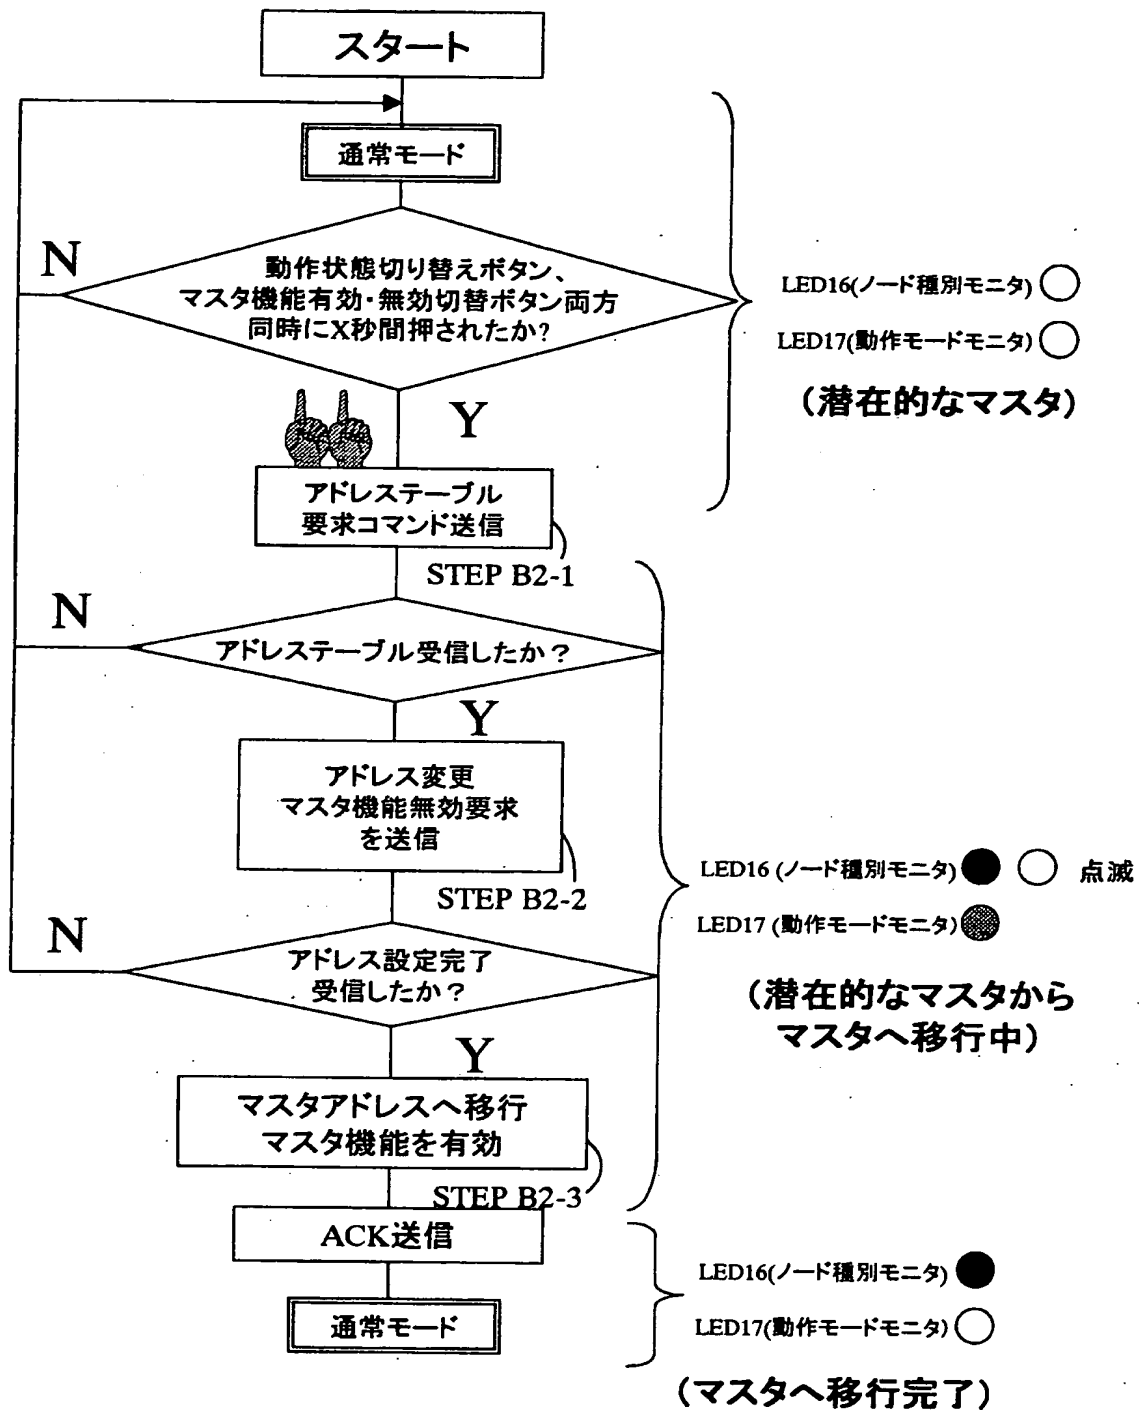 スタート
通常モード
N
動作状態切り替えボタン、
マスタ機能有効・無効切替ボタン両方
同時にX秒間押されたか?
LED16(ノード種別モニタ)
LED17(動作モードモニタ)
(潜在的なマスタ)
Y
アドレステーブル
要求コマンド送信
STEP B2-1
N
アドレステーブル受信したか？
Y
アドレス変更
マスタ機能無効要求
を送信
STEP B2-2
LED16 (ノード種別モニタ) 点滅
LED17 (動作モードモニタ)
(潜在的なマスタから
マスタへ移行中)
N
アドレス設定完了
受信したか？
Y
マスタアドレスへ移行
マスタ機能を有効
STEP B2-3
ACK送信
通常モード
LED16(ノード種別モニタ)
LED17(動作モードモニタ)
(マスタへ移行完了)